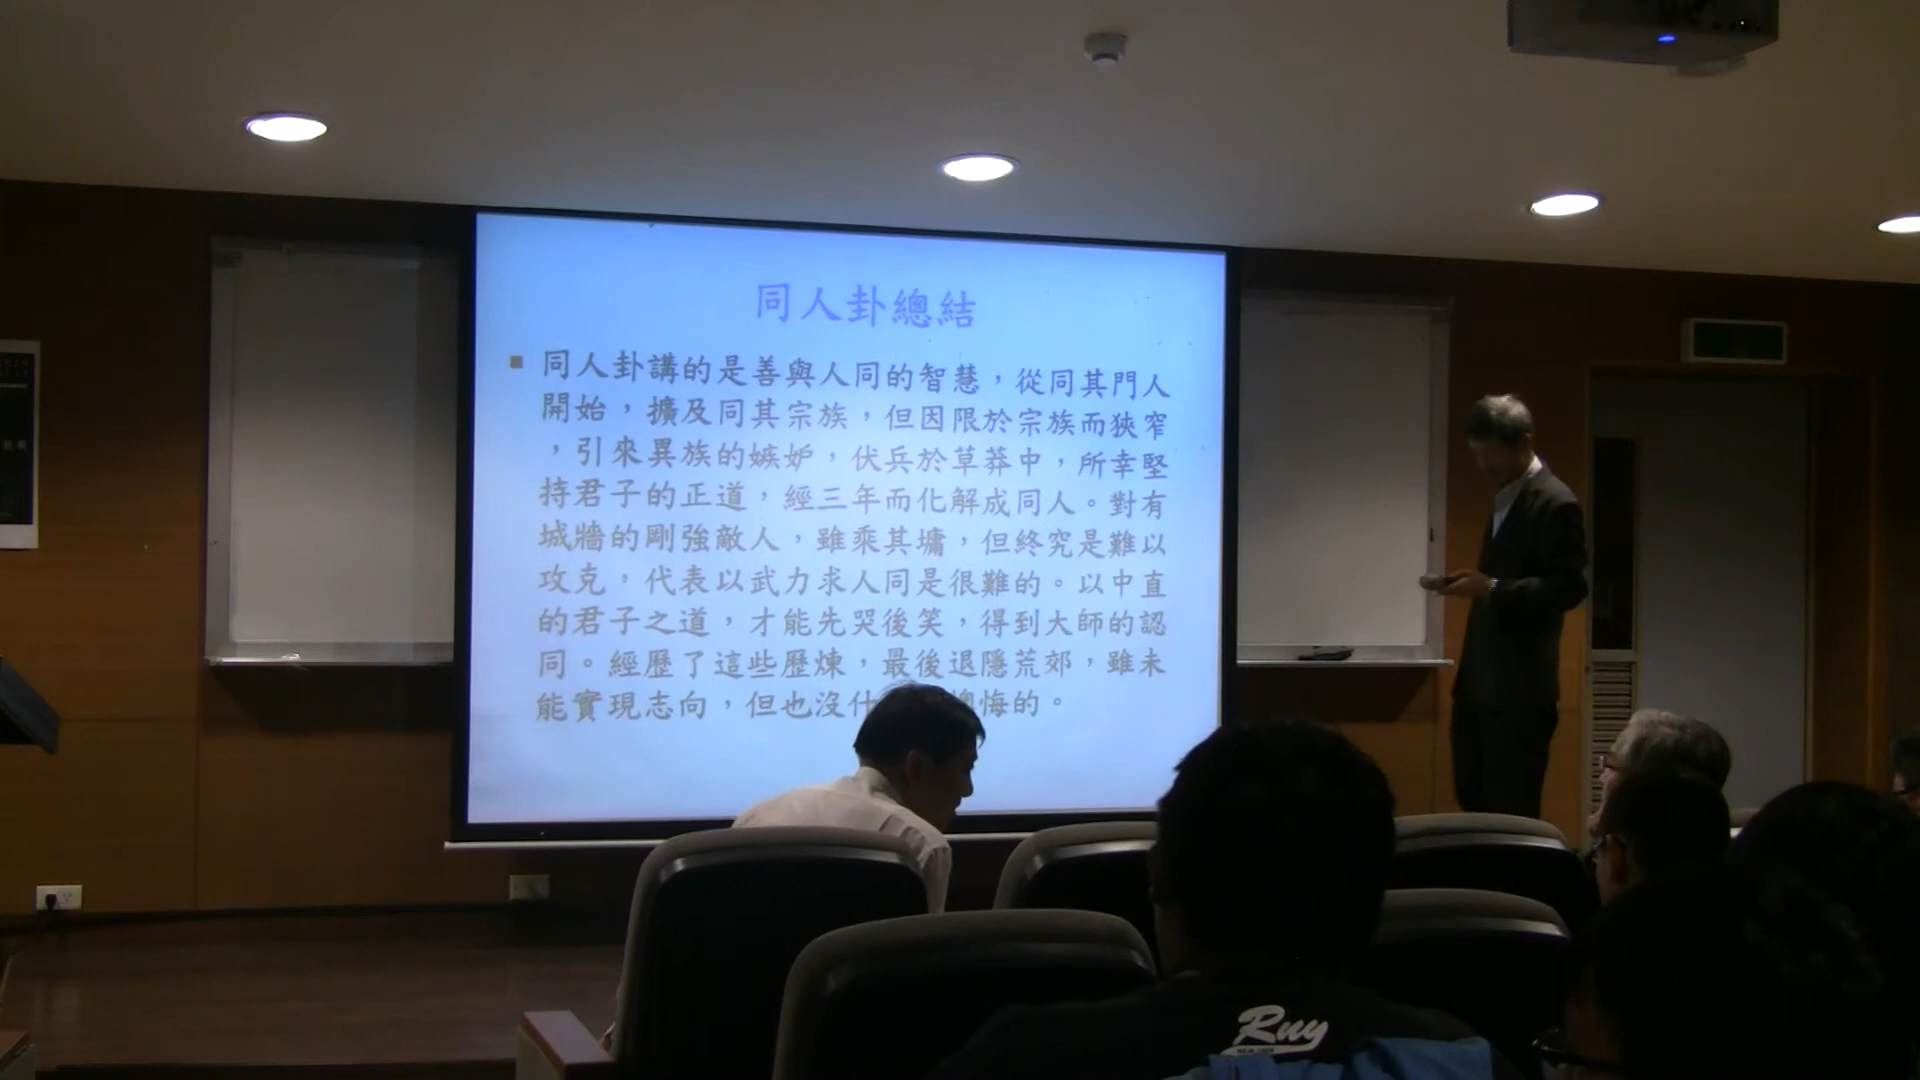 同人卦總結
■ 同人卦講的是善與人同的智慧，從同其門人
開始，擴及同其宗族，但因限於宗族而狹窄
，引來異族的嫉妒，伏兵於草莽中，所幸堅
持君子的正道，經三年而化解成同人。對有
城牆的剛強敵人，雖乘其墉，但終究是難以
攻克，代表以武力求人同是很難的。以中直
的君子之道，才能先哭後笑，得到大師的認
同。經歷了這些歷煉，最後退隱荒郊，雖未
能實現志向，但也沒什懊悔的。
Rny